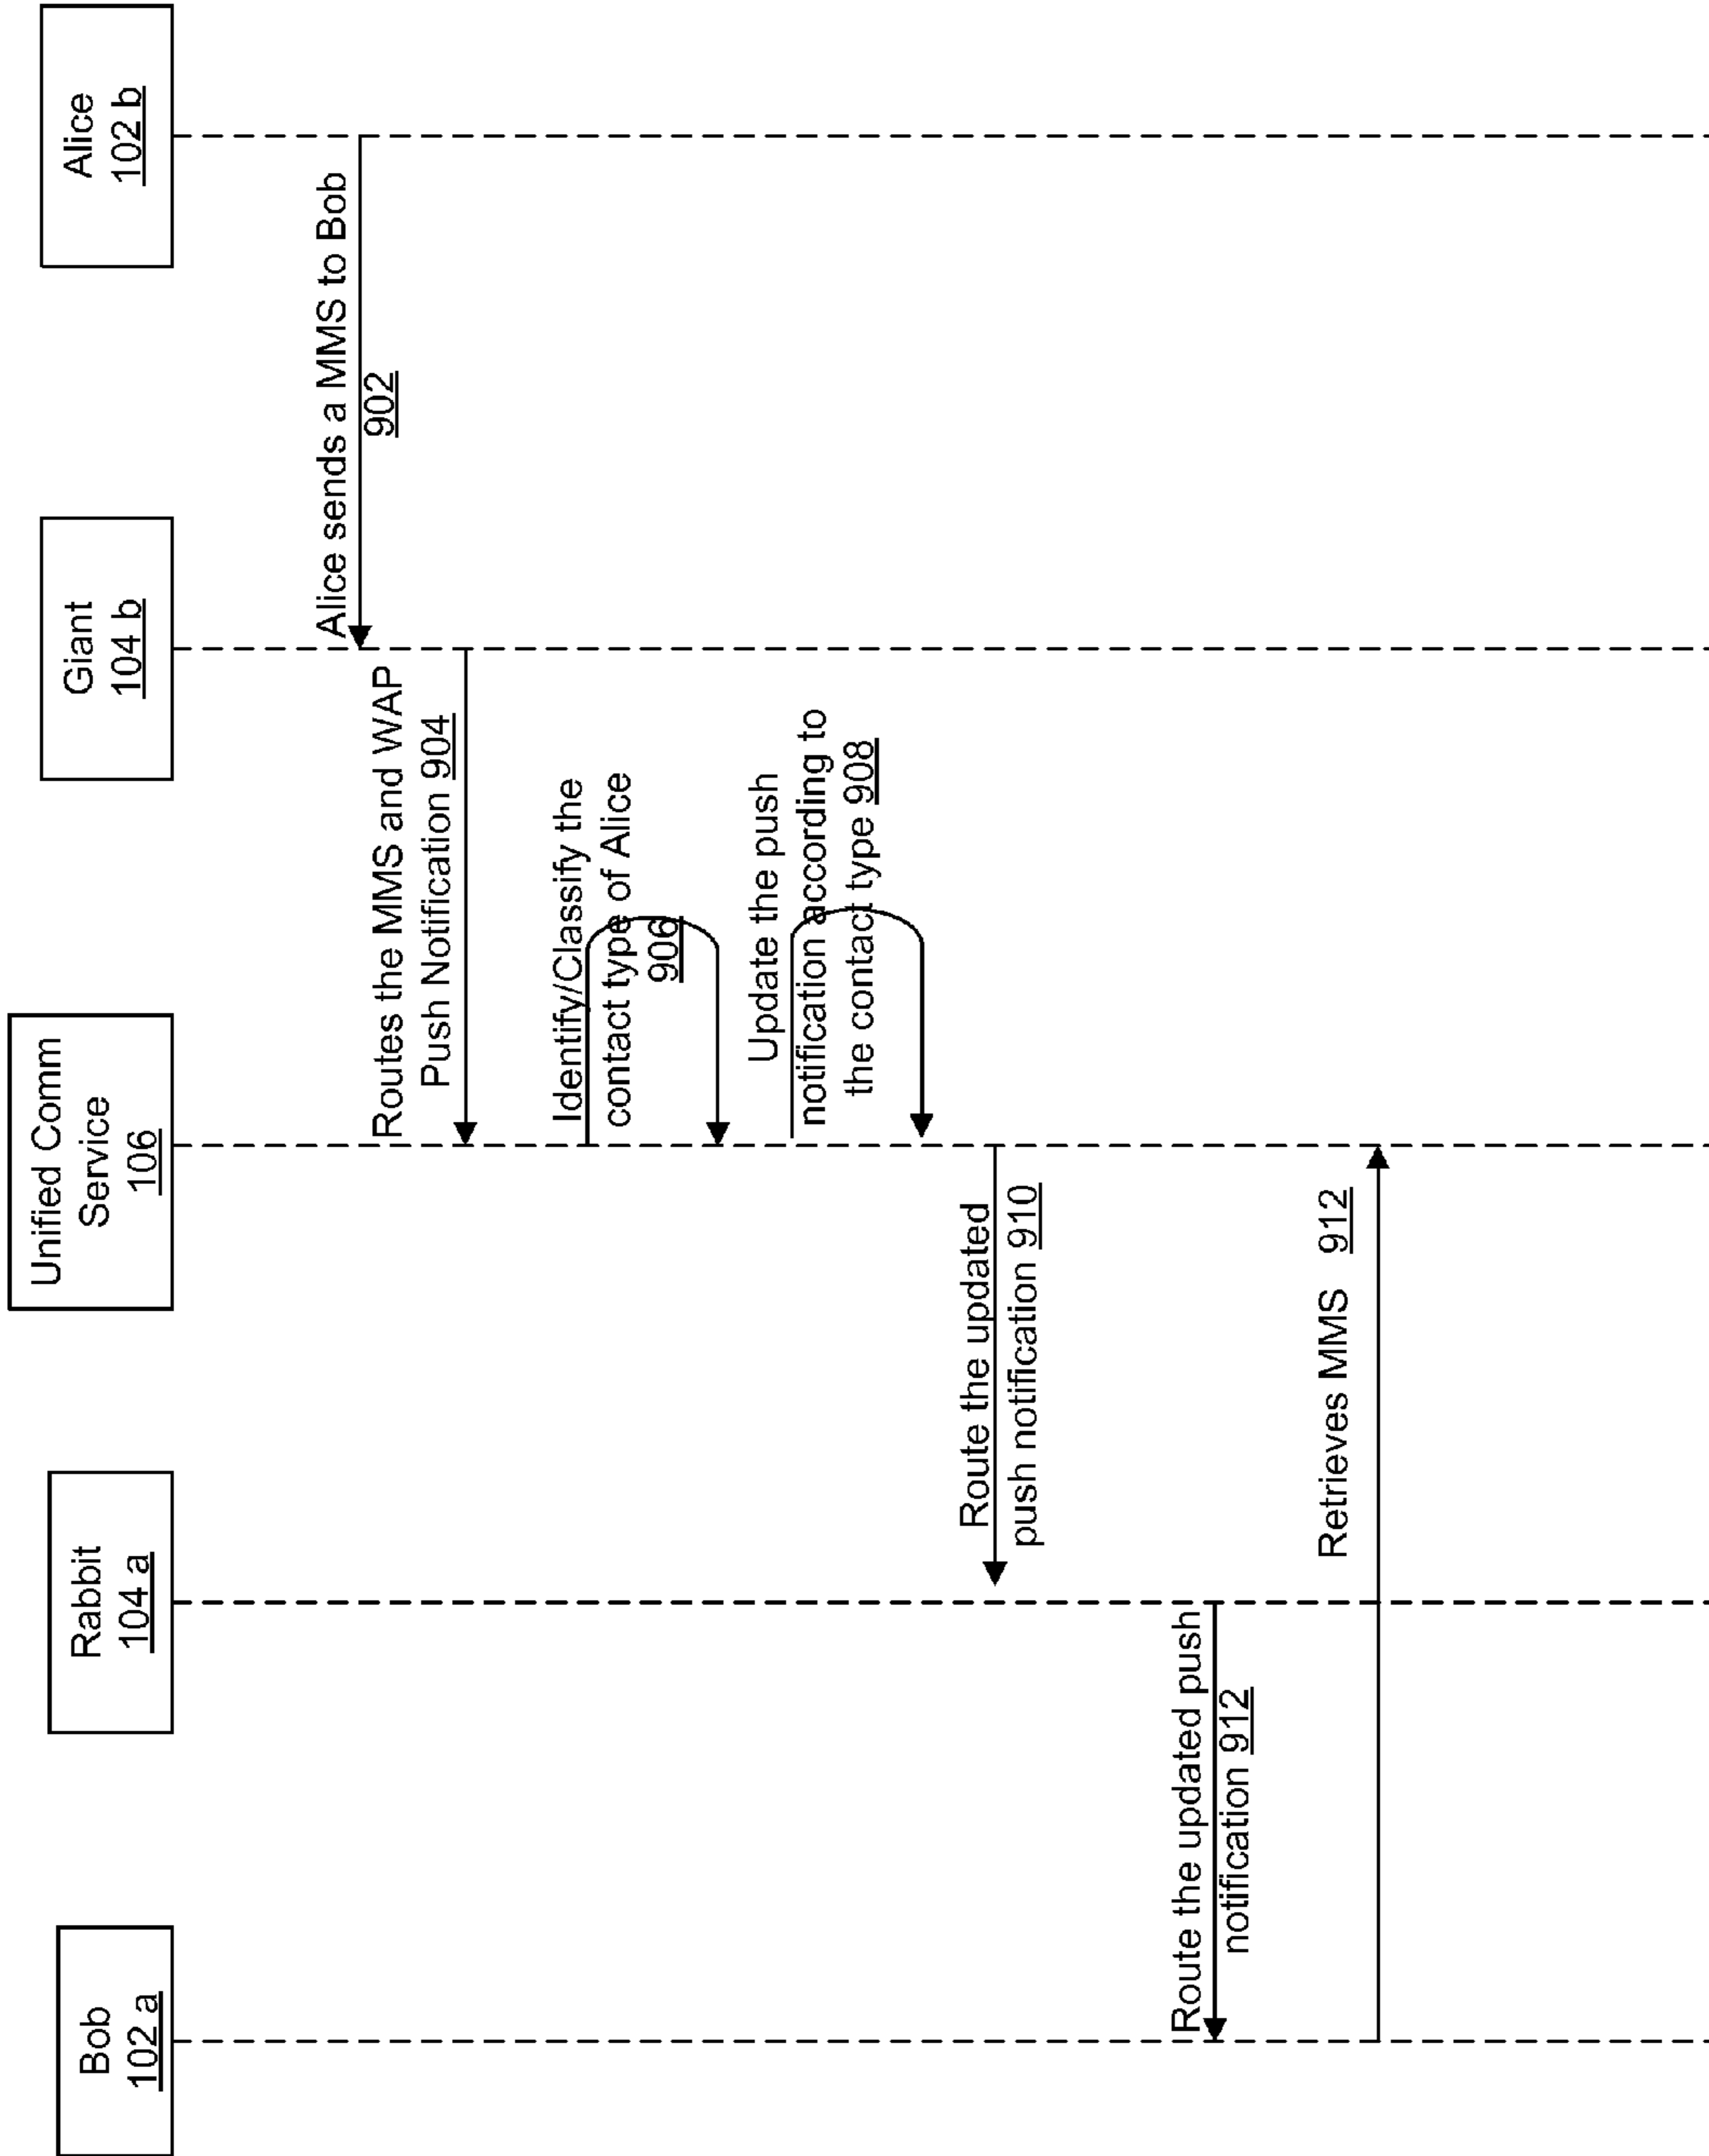 Bob
102 a
Rabbit
104 a
Unified Comm
Service
106
Giant
104 b
Alice
102 b
Alice sends a MMS to Bob
902
Routes the MMS and WAP
Push Notification 904
Identify/Classify the
contact type of Alice
906
Update the push
notification according to
the contact type 908
Route the updated
push notification 910
Route the updated push
notification 912
Retrieves MMS 912